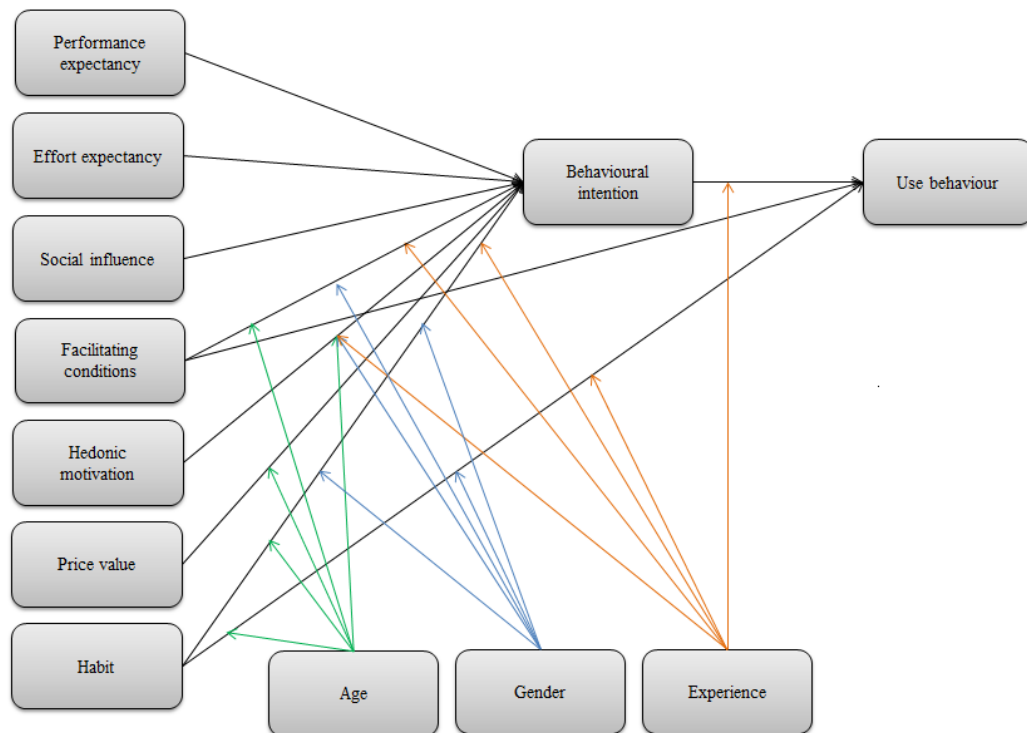 Performance
expectancy
Effort expectancy
Social influence
Facilitating
conditions
Hedonic
motivation
Price value
Habit
Behavioural
intention
Use behaviour
Age
Gender
Experience